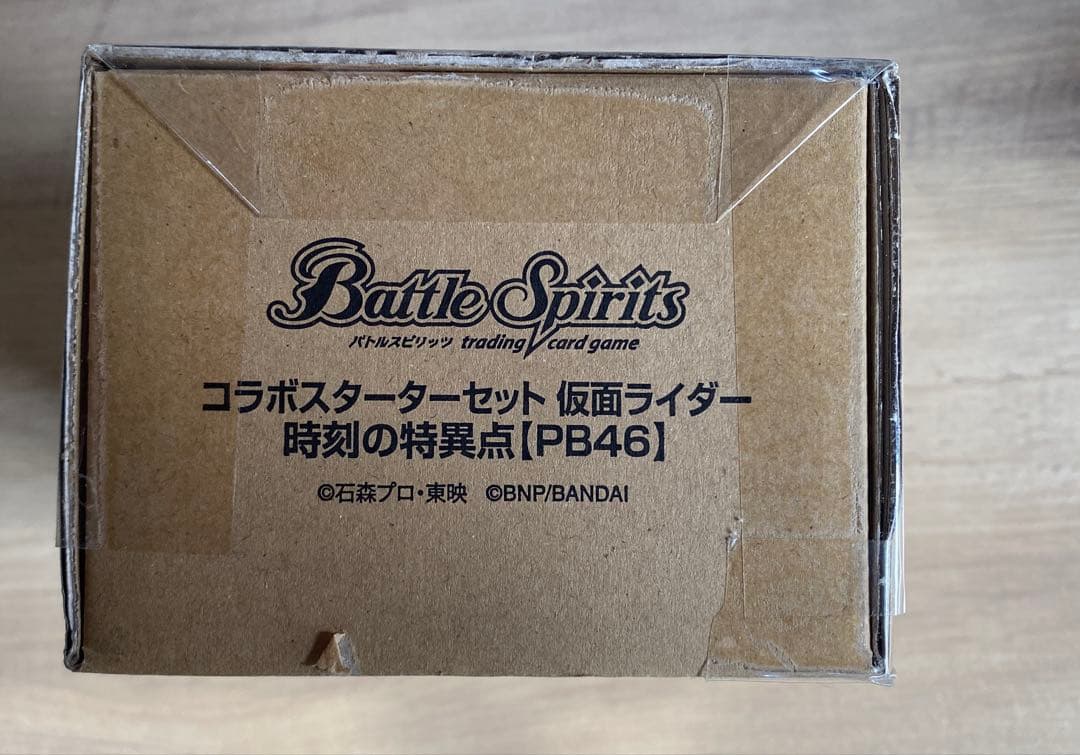 Battle Spirits
バトルスピリッツ trading card game
コラボスターターセット 仮面ライダー
時刻の特異点【PB46】
©石森プロ・東映 ©BNP/BANDAI